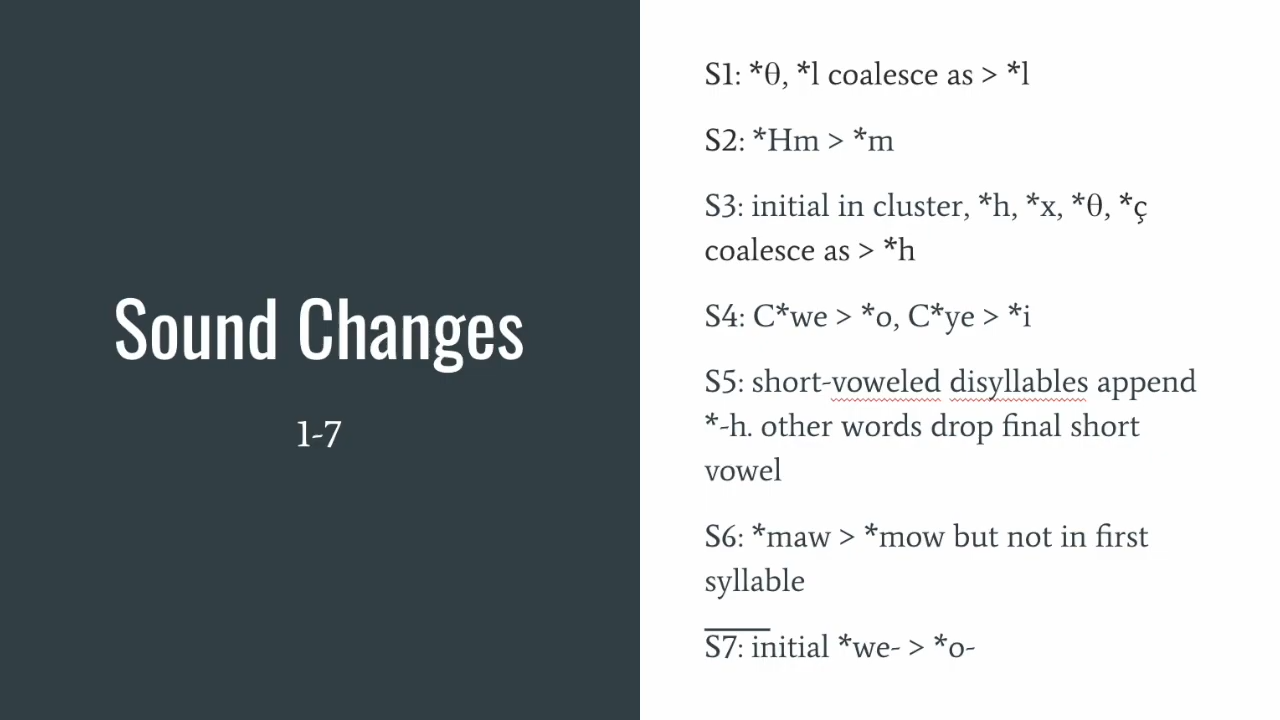 Sound Changes
1-7
S1: *θ, *l coalesce as > *l
S2: *Hm > *m
S3: initial in cluster, *h, *x, *θ, *ç
coalesce as > *h
S4: C*we > *o, C*ye > *i
S5: short-voweled disyllables append
*-h. other words drop final short
vowel
S6: *maw > *mow but not in first
syllable
S7: initial *we- > *o-